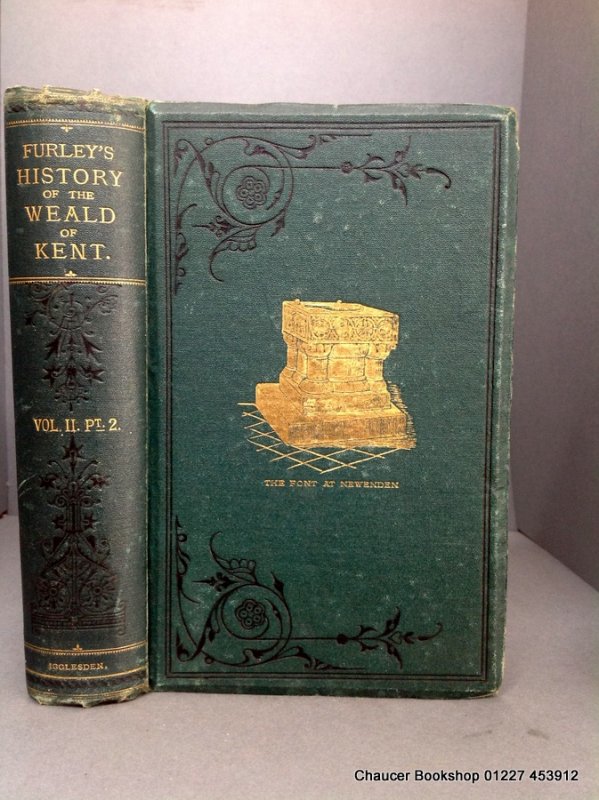 FURLEY'S
HISTORY
OF THE
WEALD
OF
KENT.
VOL. II. PT. 2.
IGGLESDEN.
THE FONT AT NEWENDEN
Chaucer Bookshop 01227 453912